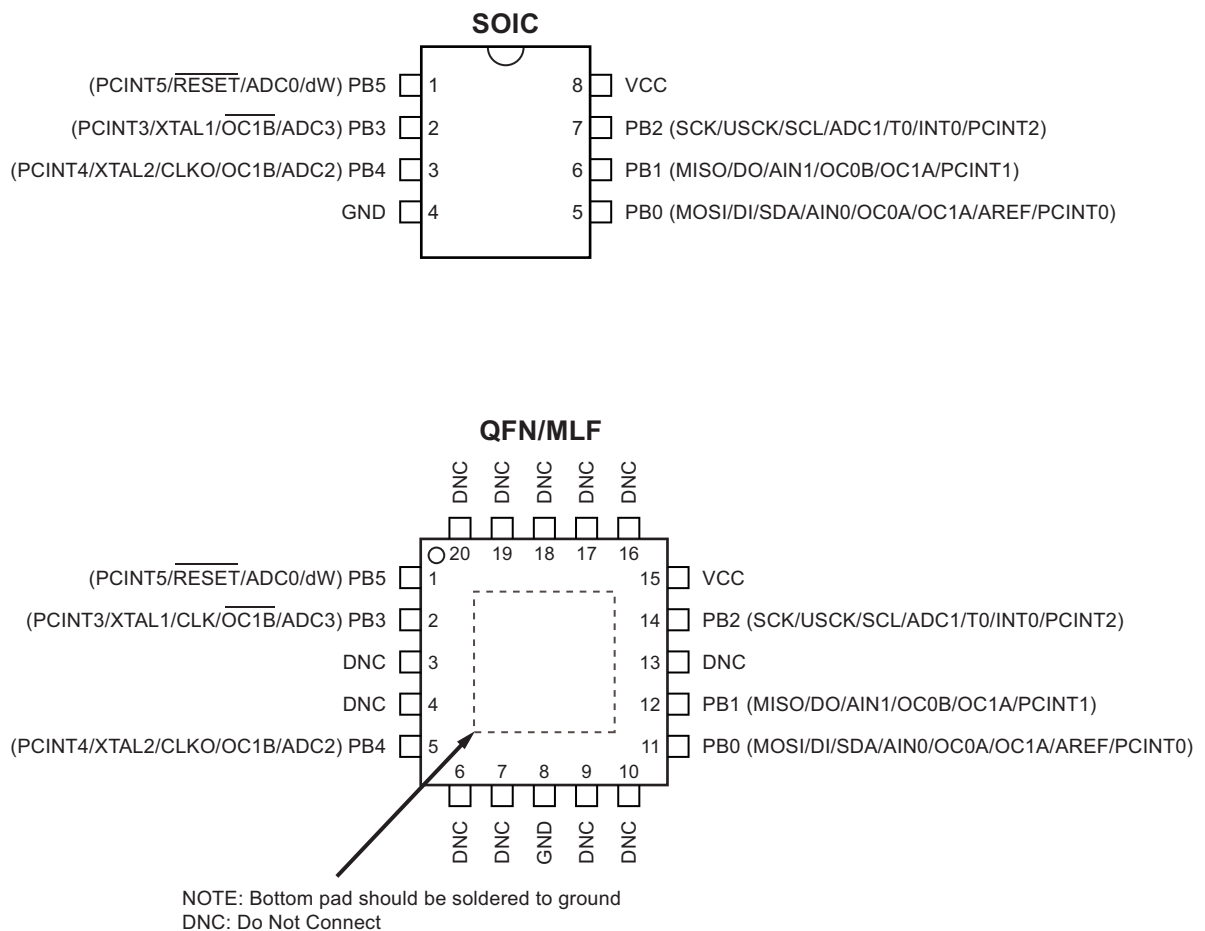 SOIC
(PCINT5/RESET/ADC0/dW) PB5 1 8 VCC
(PCINT3/XTAL1/OC1B/ADC3) PB3 2 7 PB2 (SCK/USCK/SCL/ADC1/T0/INT0/PCINT2)
(PCINT4/XTAL2/CLKO/OC1B/ADC2) PB4 3 6 PB1 (MISO/DO/AIN1/OC0B/OC1A/PCINT1)
GND 4 5 PB0 (MOSI/DI/SDA/AIN0/OC0A/OC1A/AREF/PCINT0)
QFN/MLF
DNC DNC DNC DNC DNC
20 19 18 17 16
(PCINT5/RESET/ADC0/dW) PB5 1 15 VCC
(PCINT3/XTAL1/CLK/OC1B/ADC3) PB3 2 14 PB2 (SCK/USCK/SCL/ADC1/T0/INT0/PCINT2)
DNC 3 13 DNC
DNC 4 12 PB1 (MISO/DO/AIN1/OC0B/OC1A/PCINT1)
(PCINT4/XTAL2/CLKO/OC1B/ADC2) PB4 5 11 PB0 (MOSI/DI/SDA/AIN0/OC0A/OC1A/AREF/PCINT0)
6 7 8 9 10
DNC DNC GND DNC DNC
NOTE: Bottom pad should be soldered to ground
DNC: Do Not Connect